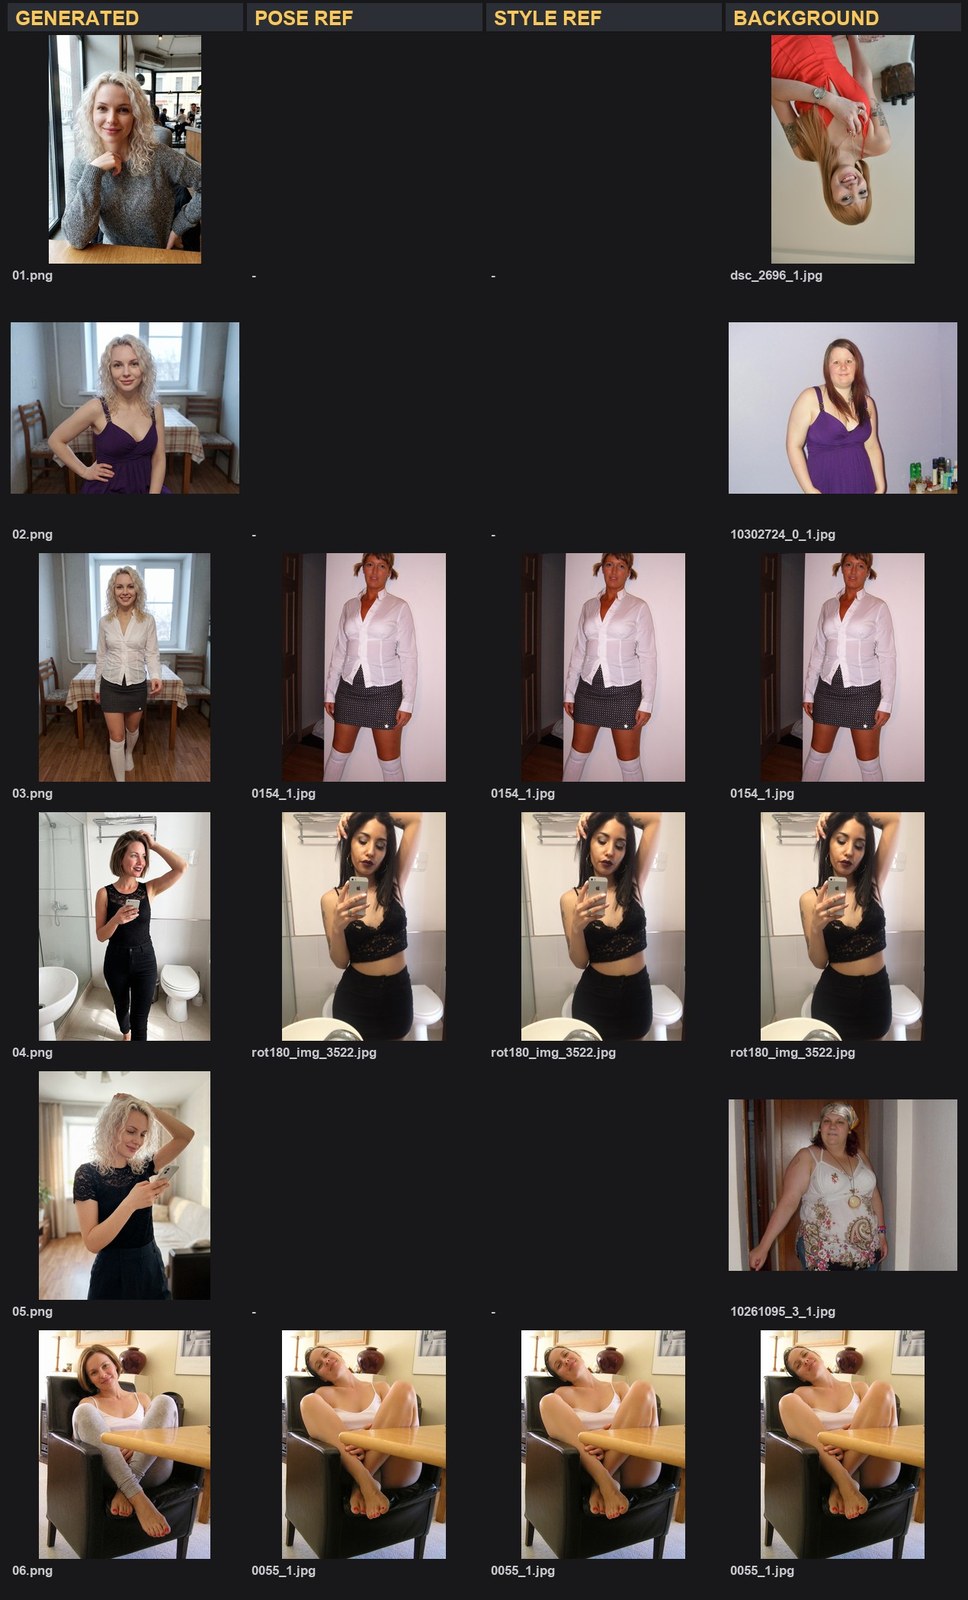 GENERATED POSE REF STYLE REF BACKGROUND
01.png - - dsc_2696_1.jpg
02.png - - 10302724_0_1.jpg
03.png 0154_1.jpg 0154_1.jpg 0154_1.jpg
04.png rot180_img_3522.jpg rot180_img_3522.jpg rot180_img_3522.jpg
05.png - - 10261095_3_1.jpg
06.png 0055_1.jpg 0055_1.jpg 0055_1.jpg